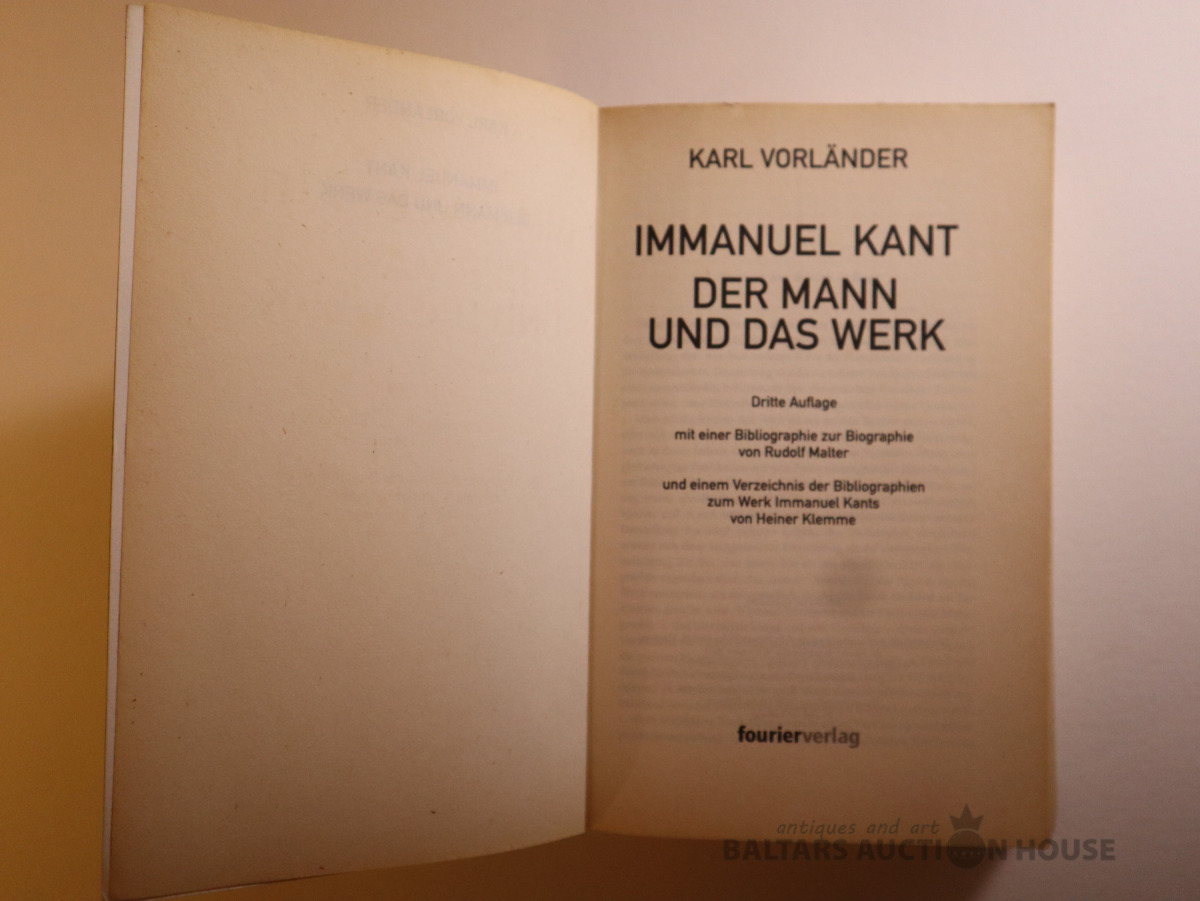 KARL VORLÄNDER
IMMANUEL KANT
DER MANN
UND DAS WERK
Dritte Auflage
mit einer Bibliographie zur Biographie
von Rudolf Malter
und einem Verzeichnis der Bibliographien
zum Werk Immanuel Kants
von Heiner Klemme
fourierverlag
antiques and art
BALTARS AUCTION HOUSE